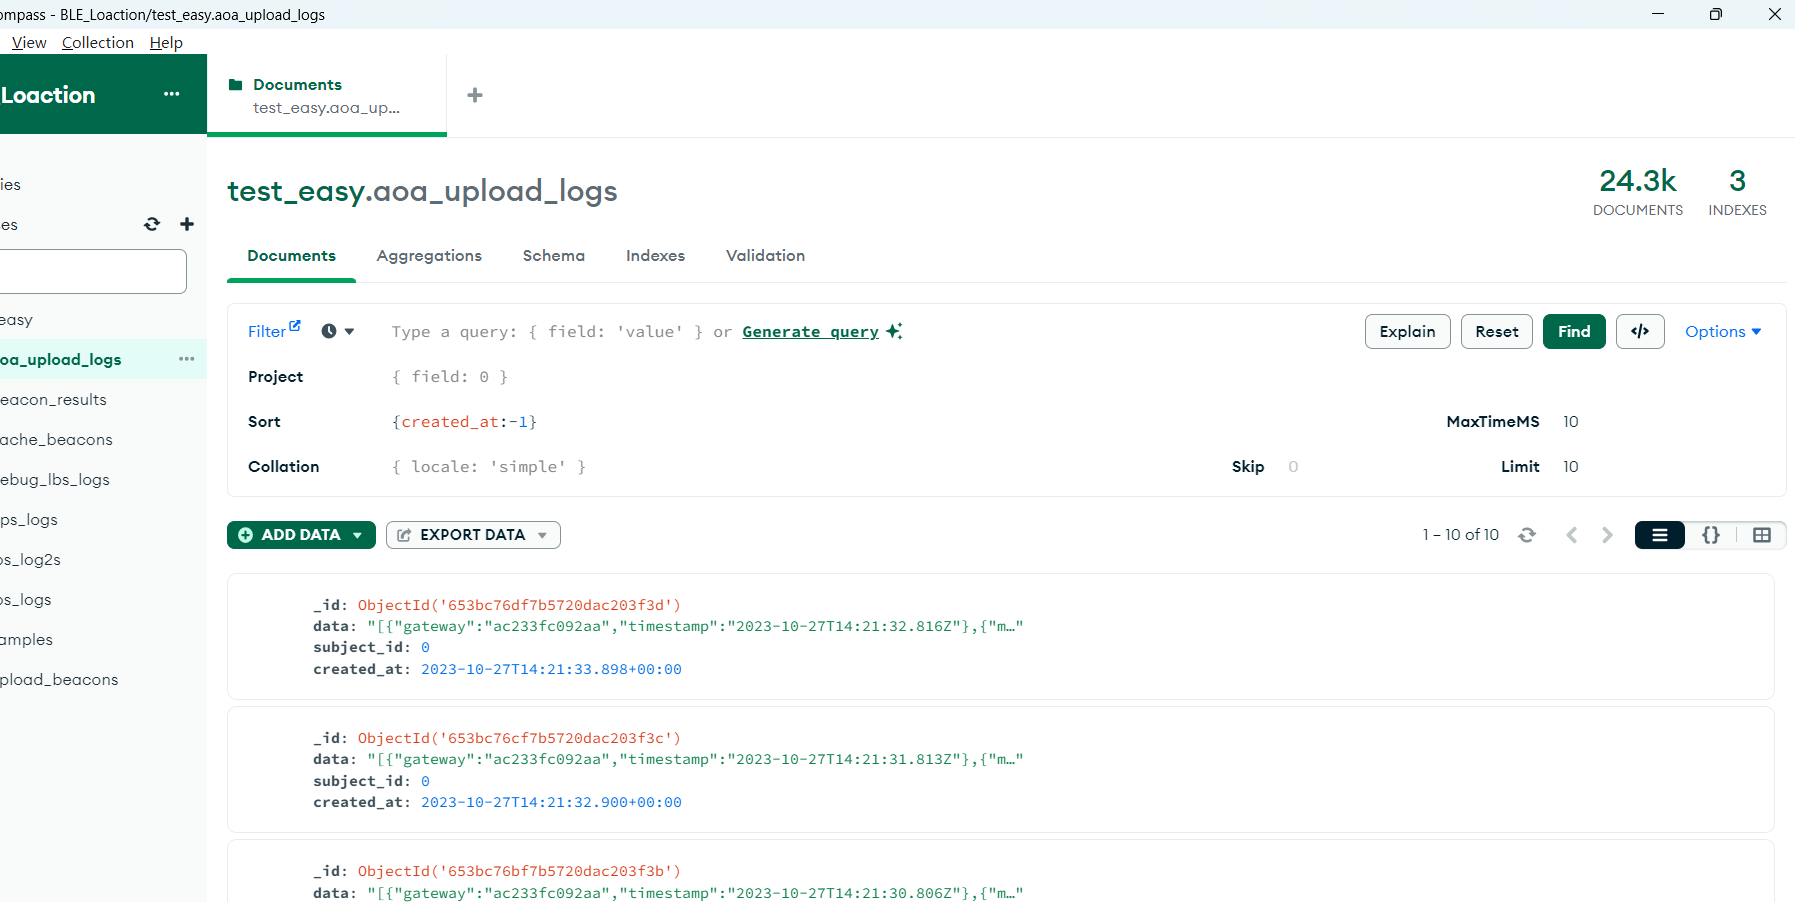 ompass - BLE_Loaction/test_easy.aoa_upload_logs
View Collection Help
Loaction ...
Documents
test_easy.aoa_up...
ies
es
easy
oa_upload_logs
eacon_results
ache_beacons
ebug_lbs_logs
ps_logs
os_log2s
os_logs
amples
pload_beacons
test_easy.aoa_upload_logs
24.3k
DOCUMENTS
3
INDEXES
Documents Aggregations Schema Indexes Validation
Filter Type a query: { field: 'value' } or Generate query Explain Reset Find </> Options
Project { field: 0 }
Sort {created_at:-1} MaxTimeMS 10
Collation { locale: 'simple' } Skip 0 Limit 10
ADD DATA EXPORT DATA 1 – 10 of 10 {}
_id: ObjectId('653bc76df7b5720dac203f3d')
data: "[{"gateway":"ac233fc092aa","timestamp":"2023-10-27T14:21:32.816Z"},{"m…"
subject_id: 0
created_at: 2023-10-27T14:21:33.898+00:00
_id: ObjectId('653bc76cf7b5720dac203f3c')
data: "[{"gateway":"ac233fc092aa","timestamp":"2023-10-27T14:21:31.813Z"},{"m…"
subject_id: 0
created_at: 2023-10-27T14:21:32.900+00:00
_id: ObjectId('653bc76bf7b5720dac203f3b')
data: "[{"gateway":"ac233fc092aa","timestamp":"2023-10-27T14:21:30.806Z"},{"m…"